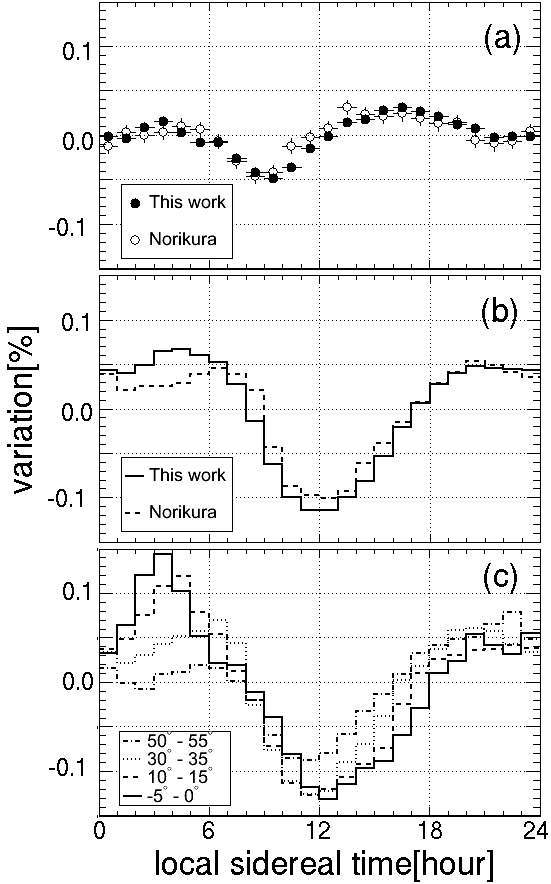 (a)
0.1
0.0
-0.1
This work
Norikura
(b)
0.1
0.0
-0.1
This work
Norikura
variation[%]
(c)
0.1
0.0
-0.1
50° - 55°
30° - 35°
10° - 15°
-5° - 0°
0 6 12 18 24
local sidereal time[hour]